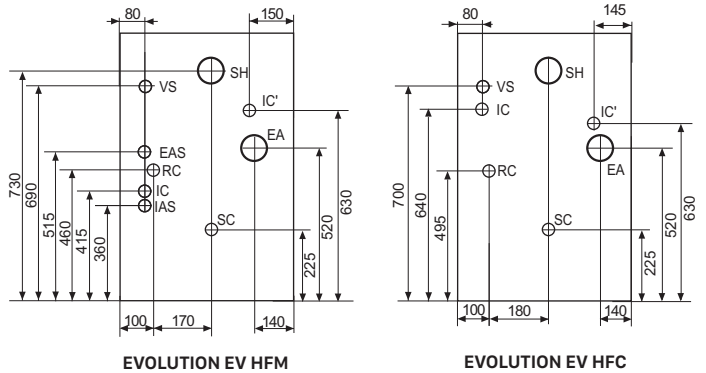 80
150
SH
VS
IC'
EA
EAS
RC
IC
IAS
SC
730
690
515
460
415
360
225
520
630
100
170
140
EVOLUTION EV HFM
80
145
SH
VS
IC
IC'
EA
RC
SC
700
640
495
225
520
630
100
180
140
EVOLUTION EV HFC